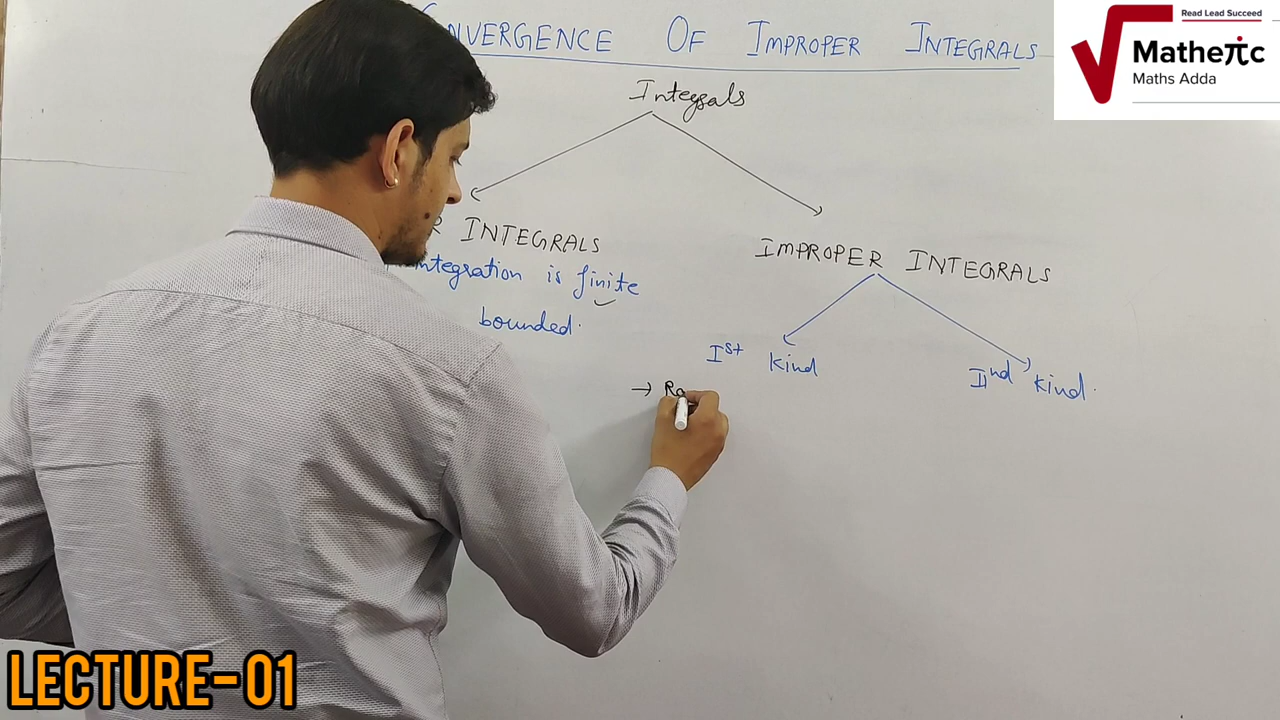 NVERGENCE OF IMPROPER INTEGRALS
Read Lead Succeed
Matheπc
Maths Adda
Integrals
R INTEGRALS
integration is finite
bounded.
IMPROPER INTEGRALS
Ist Kind
IInd Kind.
→ Ra
LECTURE-01